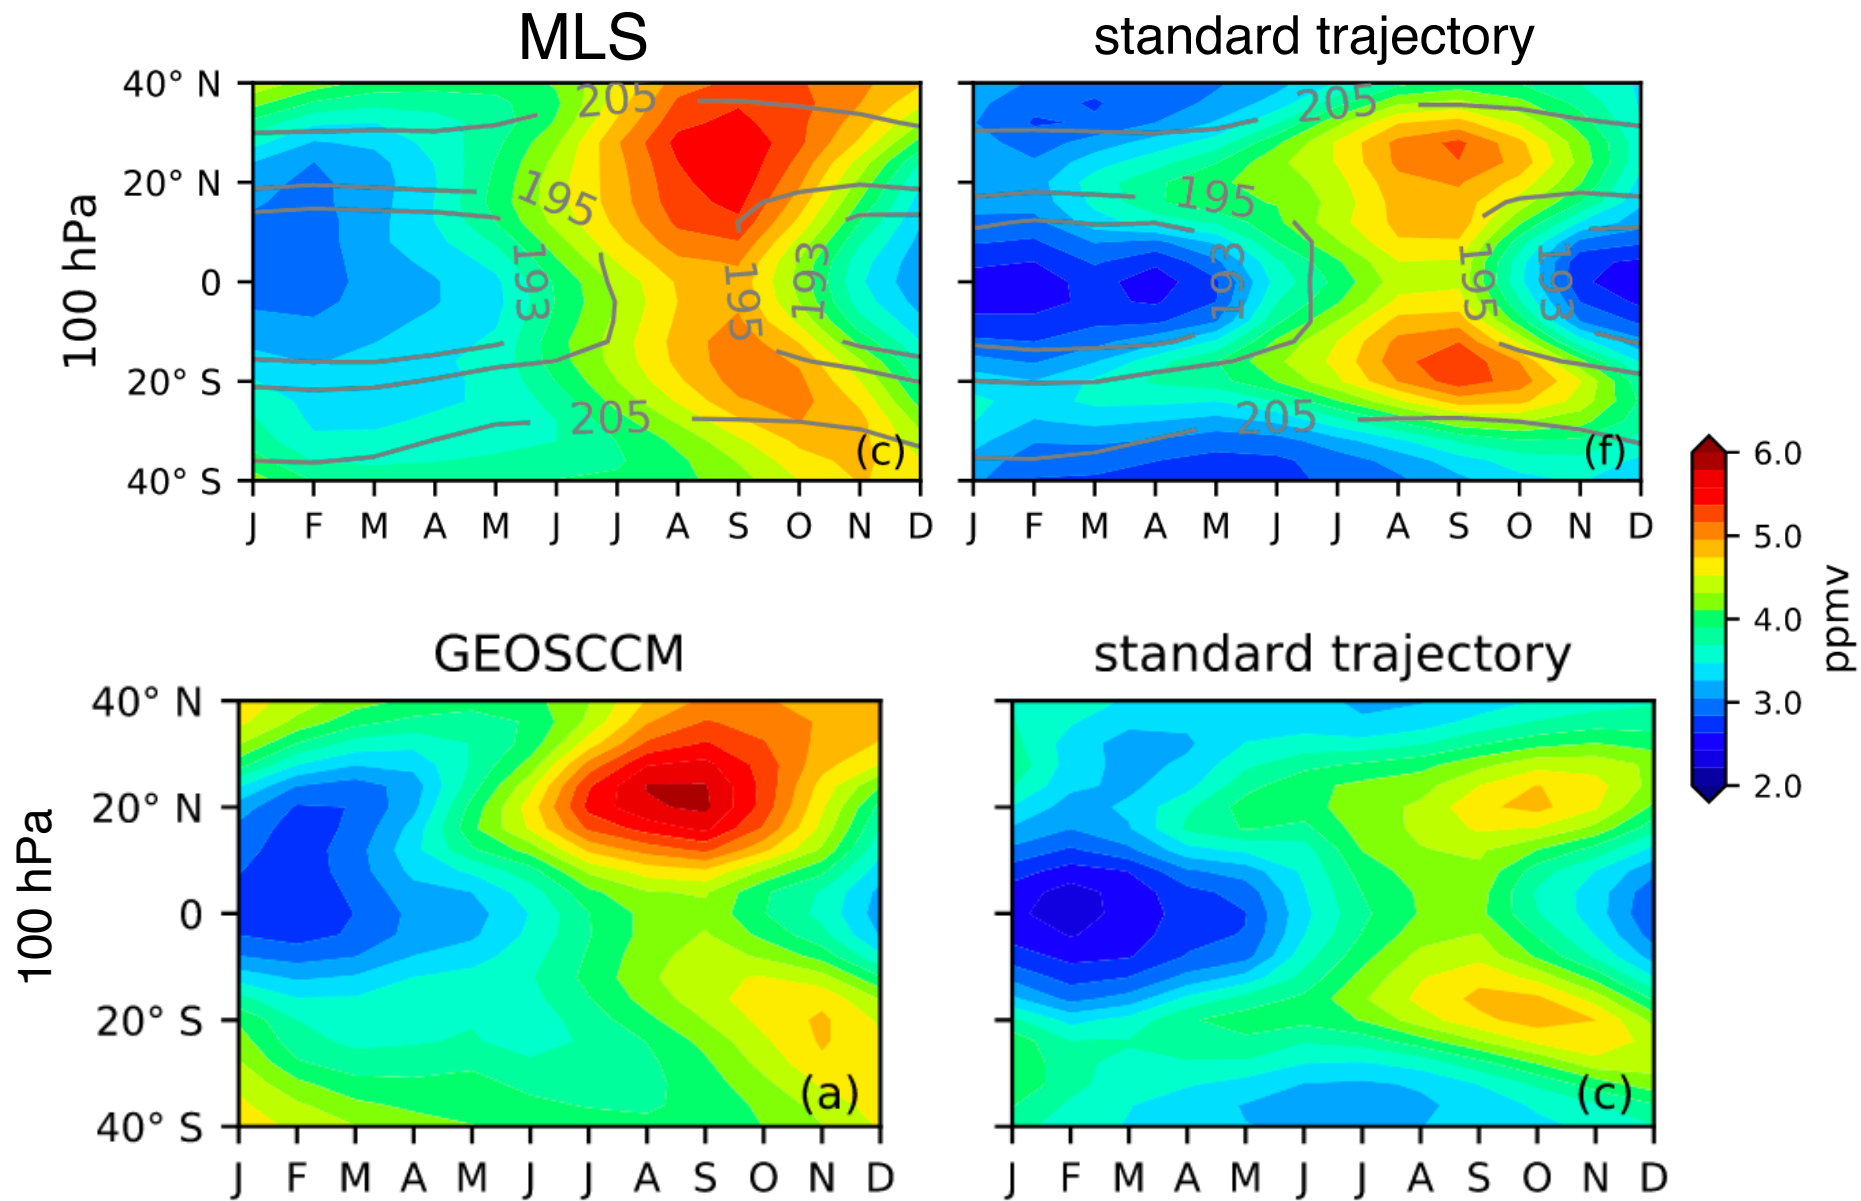 MLS
standard trajectory
100 hPa
40° N
20° N
0
20° S
40° S
205
195
193
195
193
205
(c)
J F M A M J J A S O N D
205
195
193
195
193
205
(f)
J F M A M J J A S O N D
6.0
5.0
4.0
3.0
2.0
ppmv
GEOSCCM
standard trajectory
100 hPa
40° N
20° N
0
20° S
40° S
(a)
J F M A M J J A S O N D
(c)
J F M A M J J A S O N D